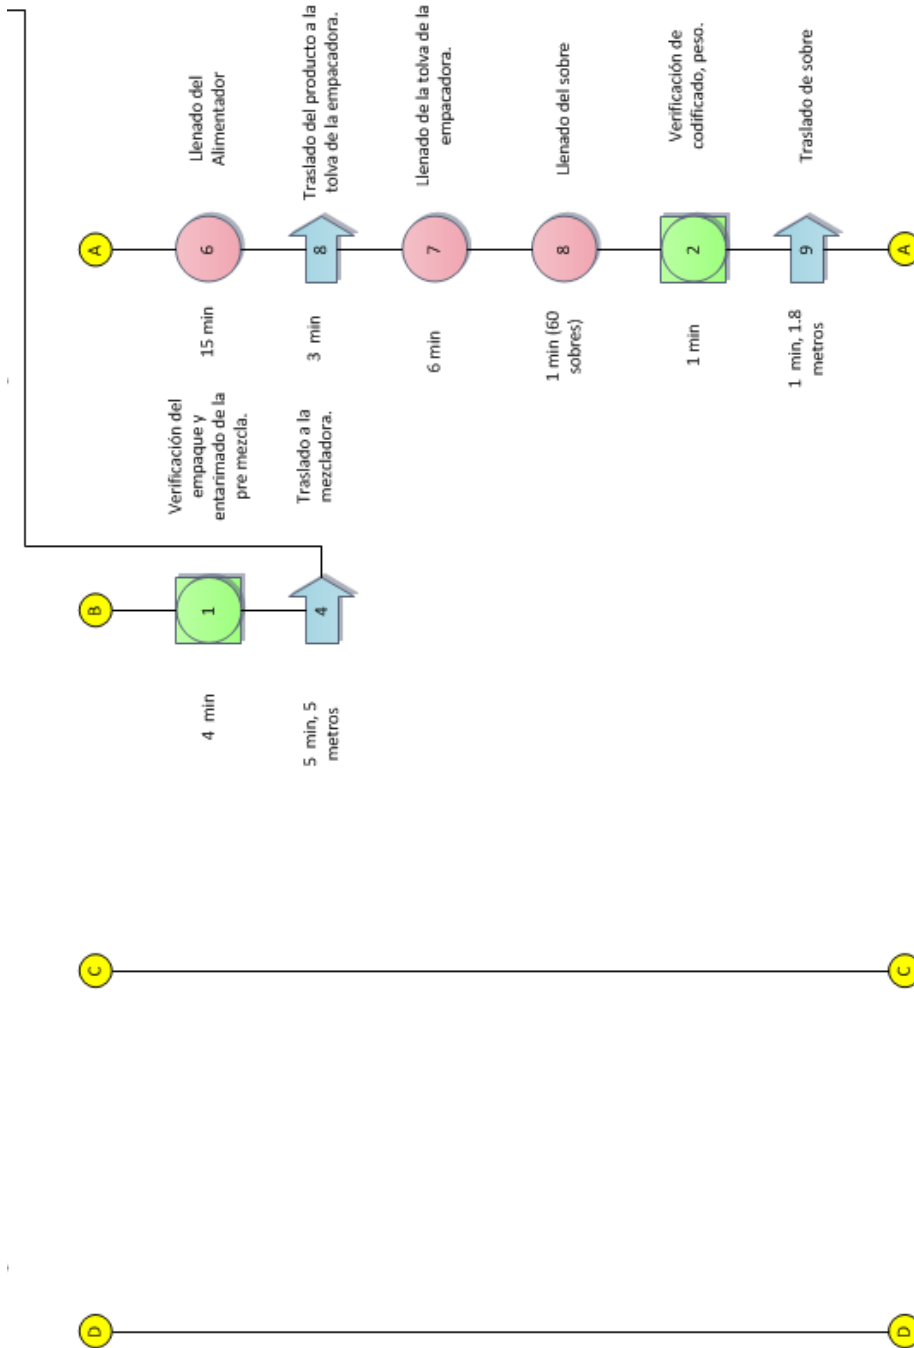 D
C
B
A
4 min
1
Verificación del
empaque y
entarimado de la
pre mezcla.
15 min
6
Llenado del
Alimentador
5 min, 5
metros
4
Traslado a la
mezcladora.
3 min
8
Traslado del producto a la
tolva de la empacadora.
6 min
7
Llenado de la tolva de la
empacadora.
1 min (60
sobres)
8
Llenado del sobre
1 min
2
Verificación de
codificado, peso.
1 min, 1.8
metros
9
Traslado de sobre
D
C
A